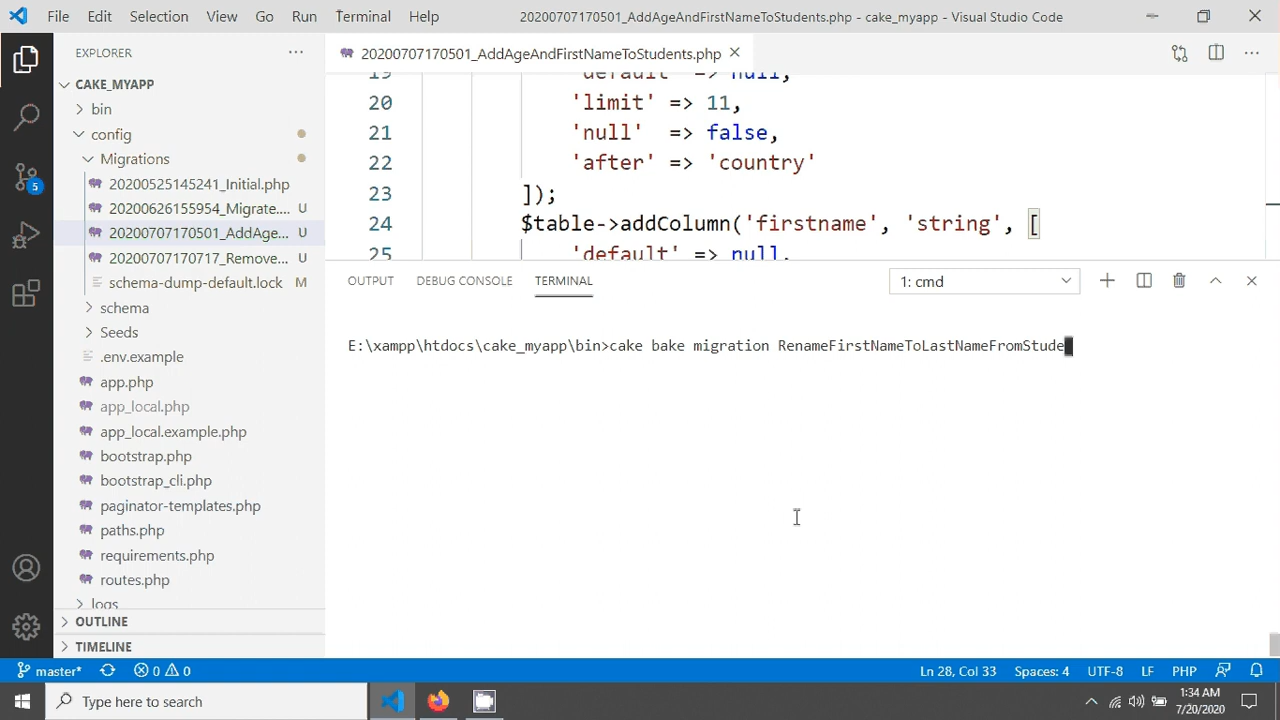 File Edit Selection View Go Run Terminal Help 20200707170501_AddAgeAndFirstNameToStudents.php - cake_myapp - Visual Studio Code
EXPLORER
20200707170501_AddAgeAndFirstNameToStudents.php
CAKE_MYAPP
bin
config
Migrations
20200525145241_Initial.php
20200626155954_Migrate.... U
20200707170501_AddAge... U
20200707170717_Remove... U
schema-dump-default.lock M
schema
Seeds
.env.example
app.php
app_local.php
app_local.example.php
bootstrap.php
bootstrap_cli.php
paginator-templates.php
paths.php
requirements.php
routes.php
logs
OUTLINE
TIMELINE
19 'default' => null,
20 'limit' => 11,
21 'null' => false,
22 'after' => 'country'
23 ]);
24 $table->addColumn('firstname', 'string', [
25 'default' => null,
OUTPUT DEBUG CONSOLE TERMINAL 1: cmd
E:\xampp\htdocs\cake_myapp\bin>cake bake migration RenameFirstNameToLastNameFromStude
5
master* 0 0 Ln 28, Col 33 Spaces: 4 UTF-8 LF PHP
Type here to search
1:34 AM
7/20/2020